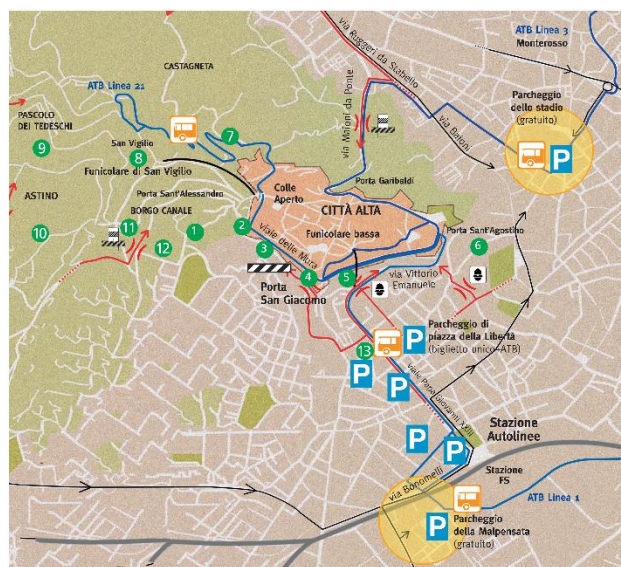 ATB Linea 3
Monterosso
via Ruggeri da Stabello
CASTAGNETA
ATB Linea 21
via Maironi da Ponte
Parcheggio
dello stadio
(gratuito)
P
via Baioni
PASCOLO
DEI TEDESCHI
9
San Vigilio
8
7
Funicolare di San Vigilio
Porta Garibaldi
Colle
Aperto
Porta Sant'Alessandro
ASTINO
BORGO CANALE
CITTÀ ALTA
Funicolare bassa
Porta Sant'Agostino
10
11
12
1
2
3
6
viale delle Mura
4
5
Porta
San Giacomo
via Vittorio
Emanuele
13
P
Parcheggio di
piazza della Libertà
(biglietto unico-ATB)
P
P
viale Papa Giovanni XXIII
P
P
Stazione
Autolinee
Stazione
FS
via Bonomelli
ATB Linea 1
P
Parcheggio
della Malpensata
(gratuito)